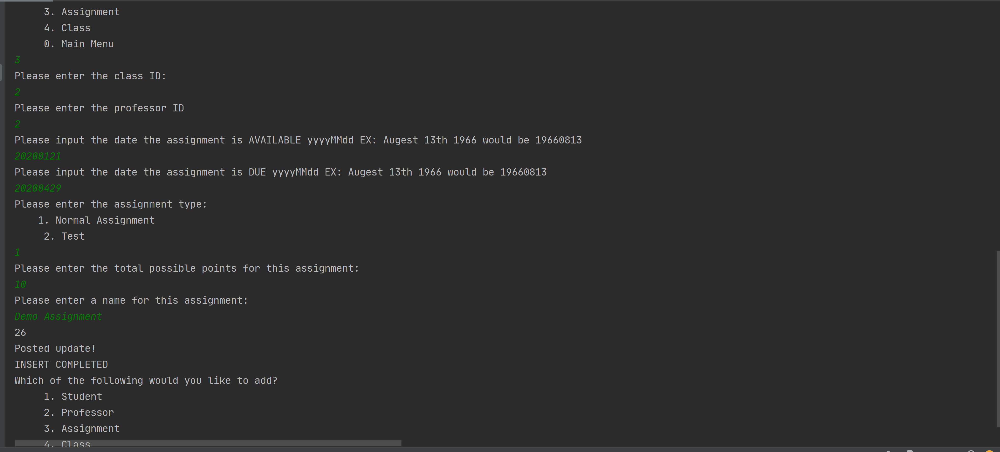 3. Assignment
4. Class
0. Main Menu
3
Please enter the class ID:
2
Please enter the professor ID
2
Please input the date the assignment is AVAILABLE yyyyMMdd EX: Augest 13th 1966 would be 19660813
20200121
Please input the date the assignment is DUE yyyyMMdd EX: Augest 13th 1966 would be 19660813
20200429
Please enter the assignment type:
1. Normal Assignment
2. Test
1
Please enter the total possible points for this assignment:
10
Please enter a name for this assignment:
Demo Assignment
26
Posted update!
INSERT COMPLETED
Which of the following would you like to add?
1. Student
2. Professor
3. Assignment
4. Class